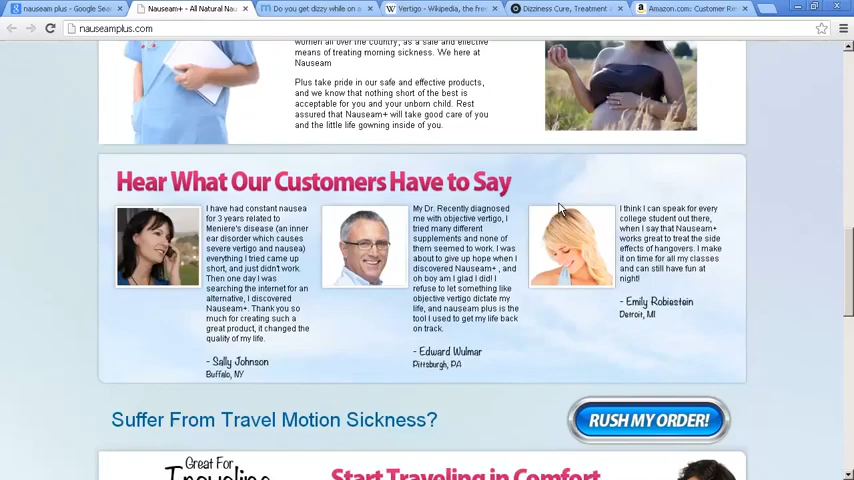 nauseam plus - Google Sea
Nauseam+ - All Natural Nau
Do you get dizzy while on a
Vertigo - Wikipedia, the free
Dizziness Cure, Treatment
Amazon.com: Customer Re
nauseamplus.com
women all over the country, as a safe and effective
means of treating morning sickness. We here at
Nauseam
Plus take pride in our safe and effective products,
and we know that nothing short of the best is
acceptable for you and your unborn child. Rest
assured that Nauseam+ will take good care of you
and the little life gowning inside of you.
Hear What Our Customers Have to Say
I have had constant nausea
for 3 years related to
Meniere's disease (an inner
ear disorder which causes
severe vertigo and nausea)
everything I tried came up
short, and just didn't work.
Then one day I was
searching the internet for an
alternative, I discovered
Nauseam+. Thank you so
much for creating such a
great product, it changed the
quality of my life.
- Sally Johnson
Buffalo, NY
My Dr. Recently diagnosed
me with objective vertigo, I
tried many different
supplements and none of
them seemed to work. I was
about to give up hope when I
discovered Nauseam+ , and
oh boy am I glad I did! I
refuse to let something like
objective vertigo dictate my
life, and nauseam plus is the
tool I used to get my life back
on track.
- Edward Wulmar
Pittsburgh, PA
I think I can speak for every
college student out there,
when I say that Nauseam+
works great to treat the side
effects of hangovers. I make
it on time for all my classes
and can still have fun at
night!
- Emily Robinstein
Detroit, MI
Suffer From Travel Motion Sickness?
RUSH MY ORDER!
Great For
Traveling
Start Traveling in Comfort